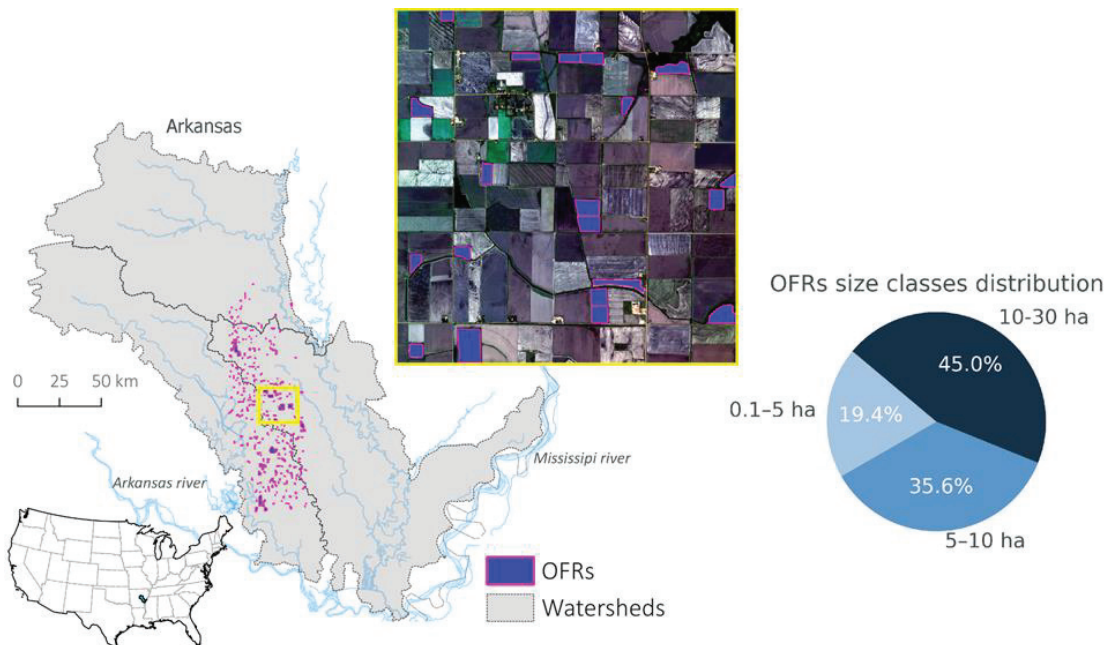 Arkansas
0 25 50 km
Arkansas river
Mississipi river
OFRs
Watersheds
OFRs size classes distribution
10-30 ha
45.0%
0.1–5 ha
19.4%
35.6%
5–10 ha